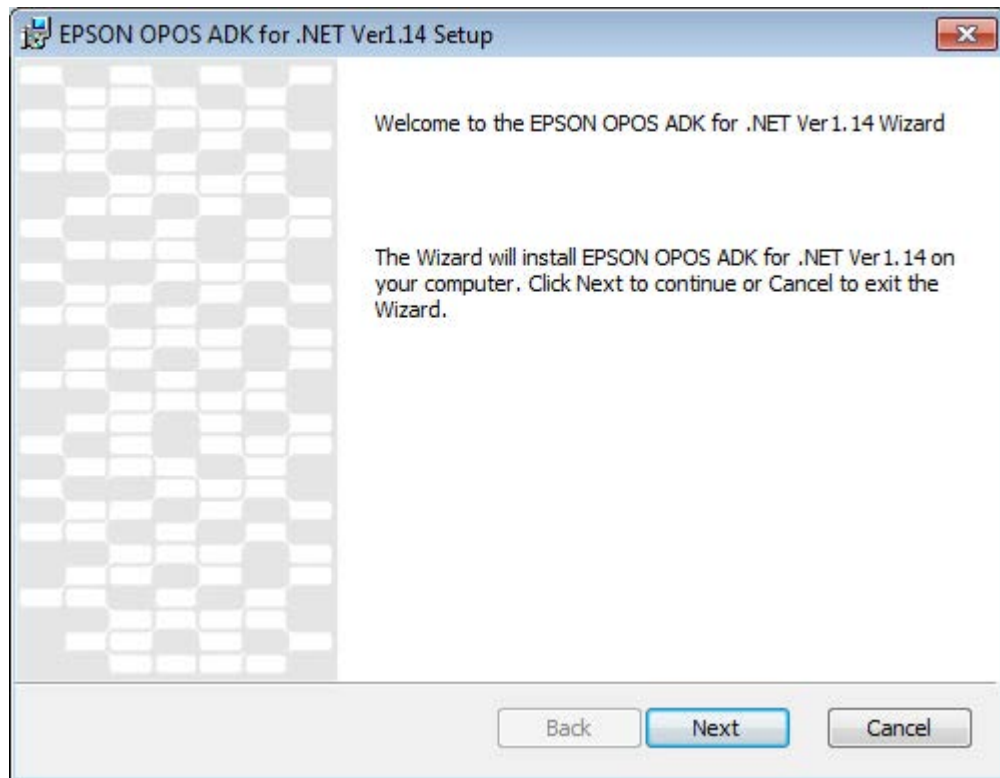 EPSON OPOS ADK for .NET Ver1.14 Setup
Welcome to the EPSON OPOS ADK for .NET Ver1.14 Wizard
The Wizard will install EPSON OPOS ADK for .NET Ver1.14 on
your computer. Click Next to continue or Cancel to exit the
Wizard.
Back Next Cancel